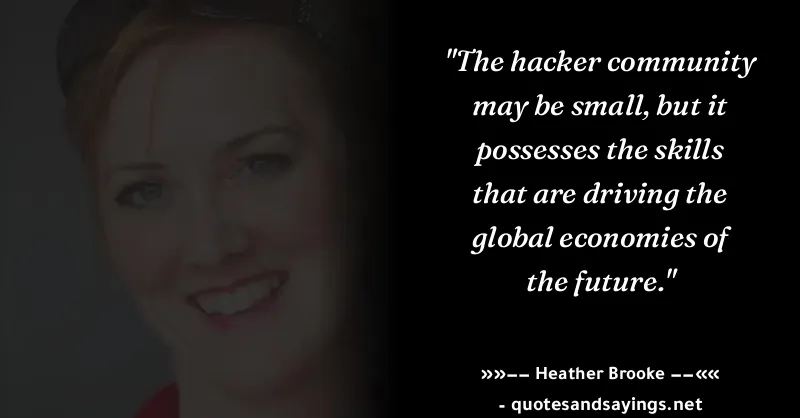 "The hacker community
may be small, but it
possesses the skills
that are driving the
global economies of
the future."
»»−− Heather Brooke −−««
- quotesandsayings.net